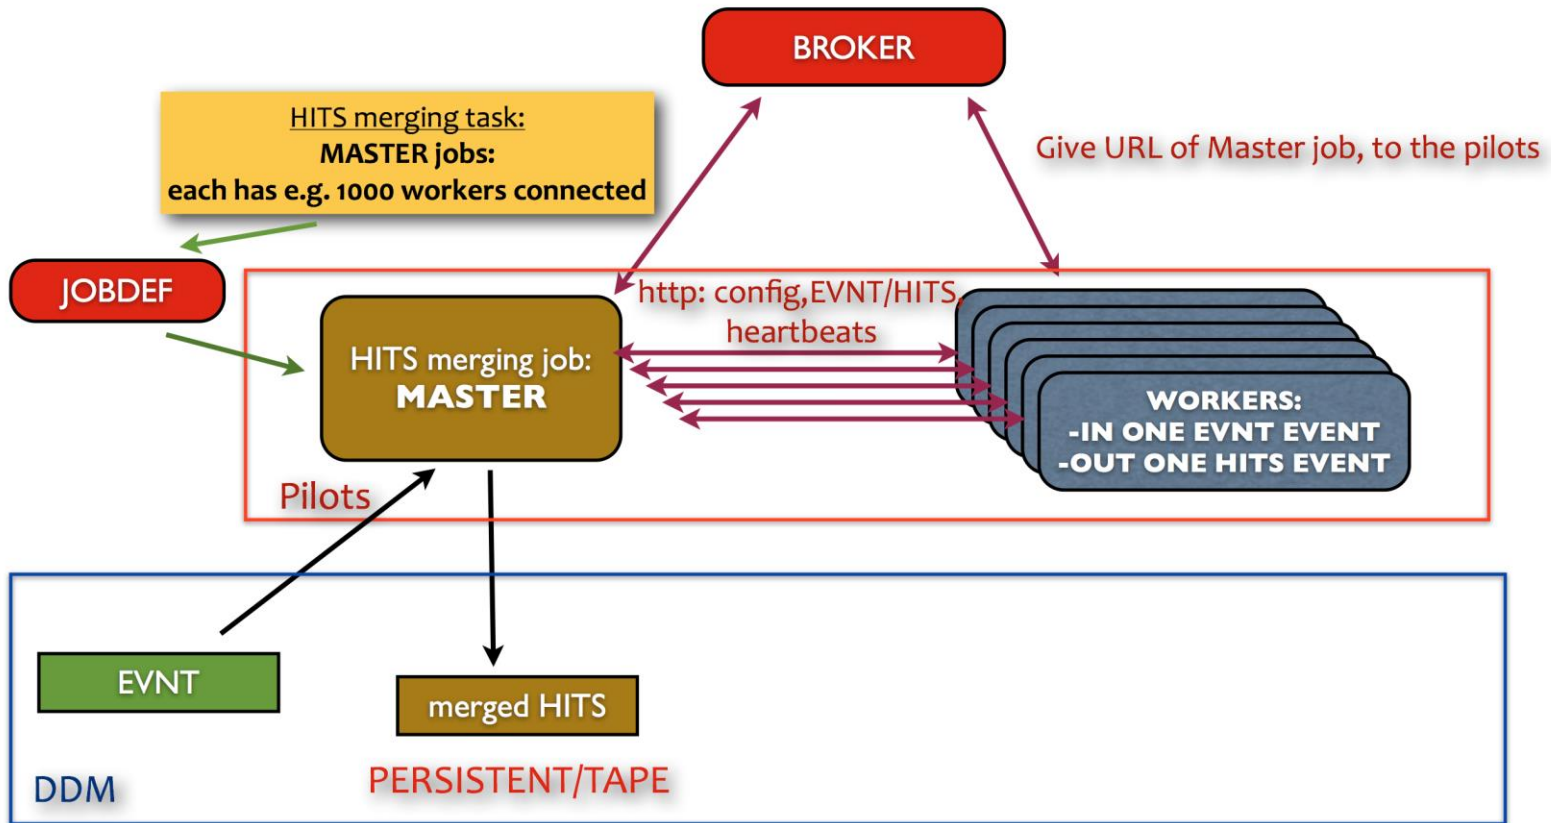 BROKER
HITS merging task:
MASTER jobs:
each has e.g. 1000 workers connected
Give URL of Master job, to the pilots
JOBDEF
http: config,EVNT/HITS,
heartbeats
HITS merging job:
MASTER
WORKERS:
-IN ONE EVNT EVENT
-OUT ONE HITS EVENT
Pilots
EVNT
merged HITS
PERSISTENT/TAPE
DDM